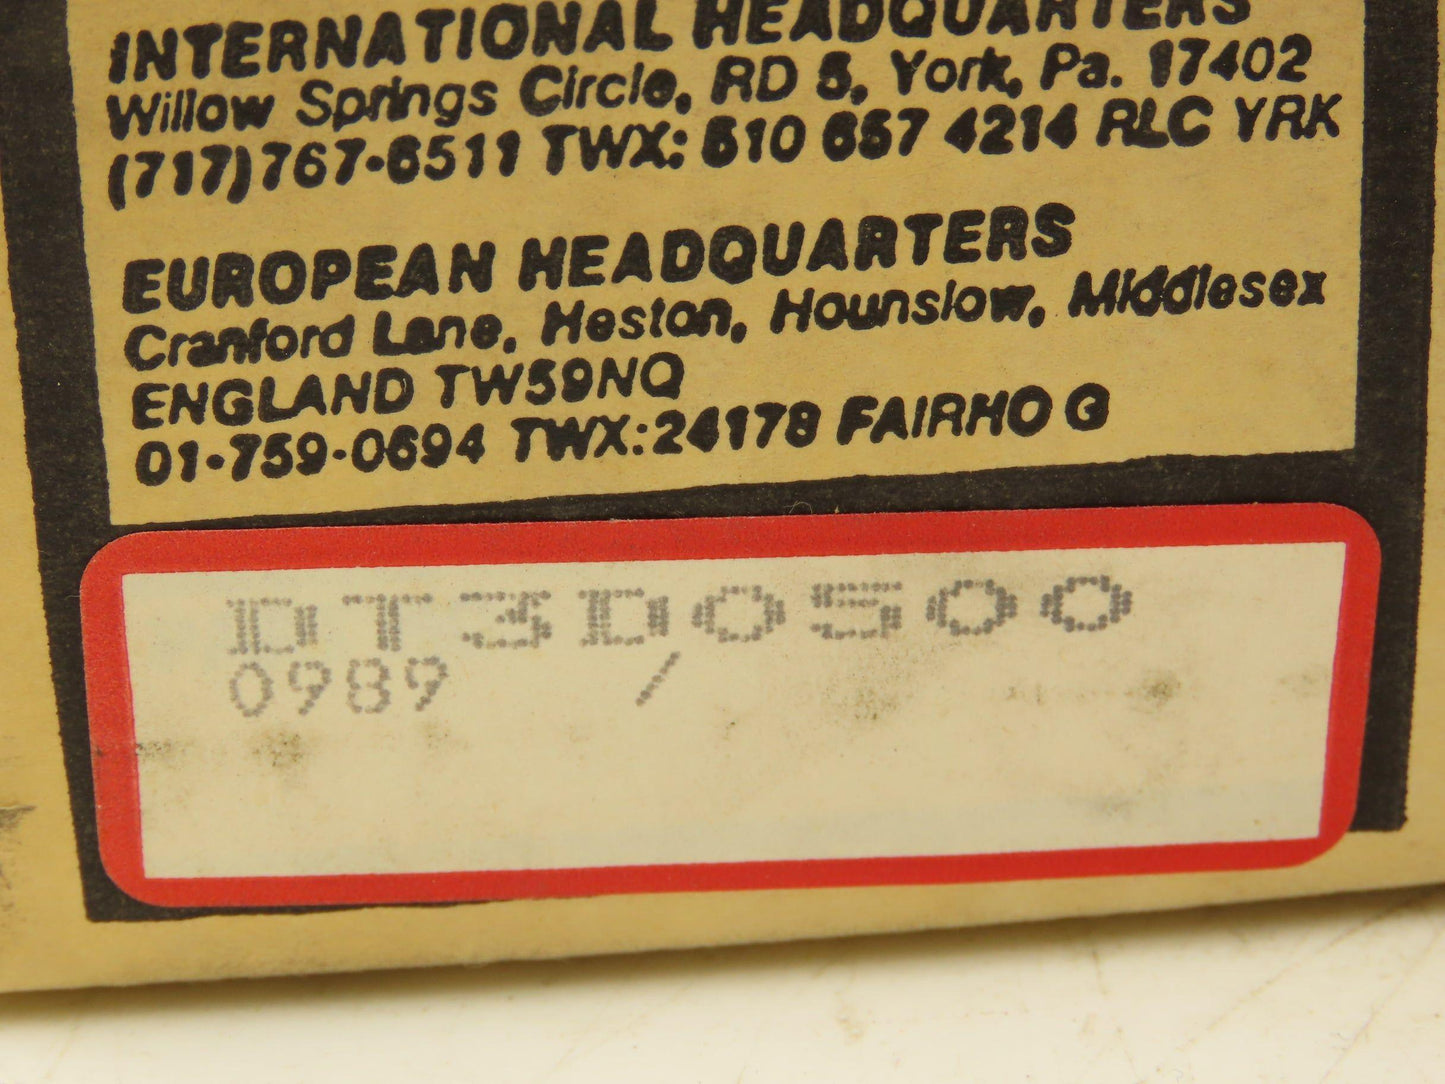 INTERNATIONAL HEADQUARTERS
Willow Springs Circle, RD 5, York, Pa. 17402
(717)767-6511 TWX: 510 657 4214 RLC YRK
EUROPEAN HEADQUARTERS
Cranford Lane, Heston, Hounslow, Middlesex
ENGLAND TW59NQ
01-759-0694 TWX:24178 FAIRHO G
DT3D0500
0989 /